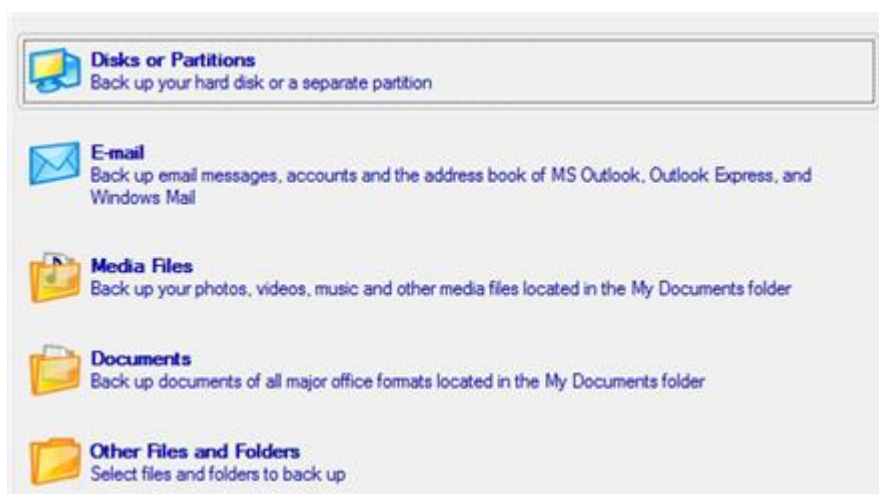 Disks or Partitions
Back up your hard disk or a separate partition
E-mail
Back up email messages, accounts and the address book of MS Outlook, Outlook Express, and
Windows Mail
Media Files
Back up your photos, videos, music and other media files located in the My Documents folder
Documents
Back up documents of all major office formats located in the My Documents folder
Other Files and Folders
Select files and folders to back up